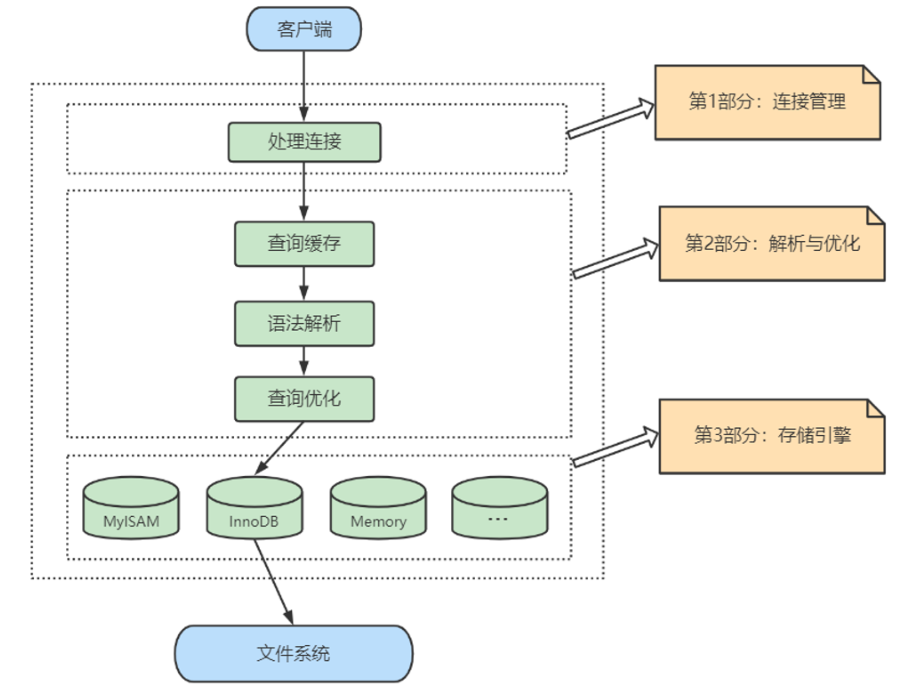 客户端
第1部分：连接管理
处理连接
查询缓存
第2部分：解析与优化
语法解析
查询优化
第3部分：存储引擎
MyISAM
InnoDB
Memory
...
文件系统